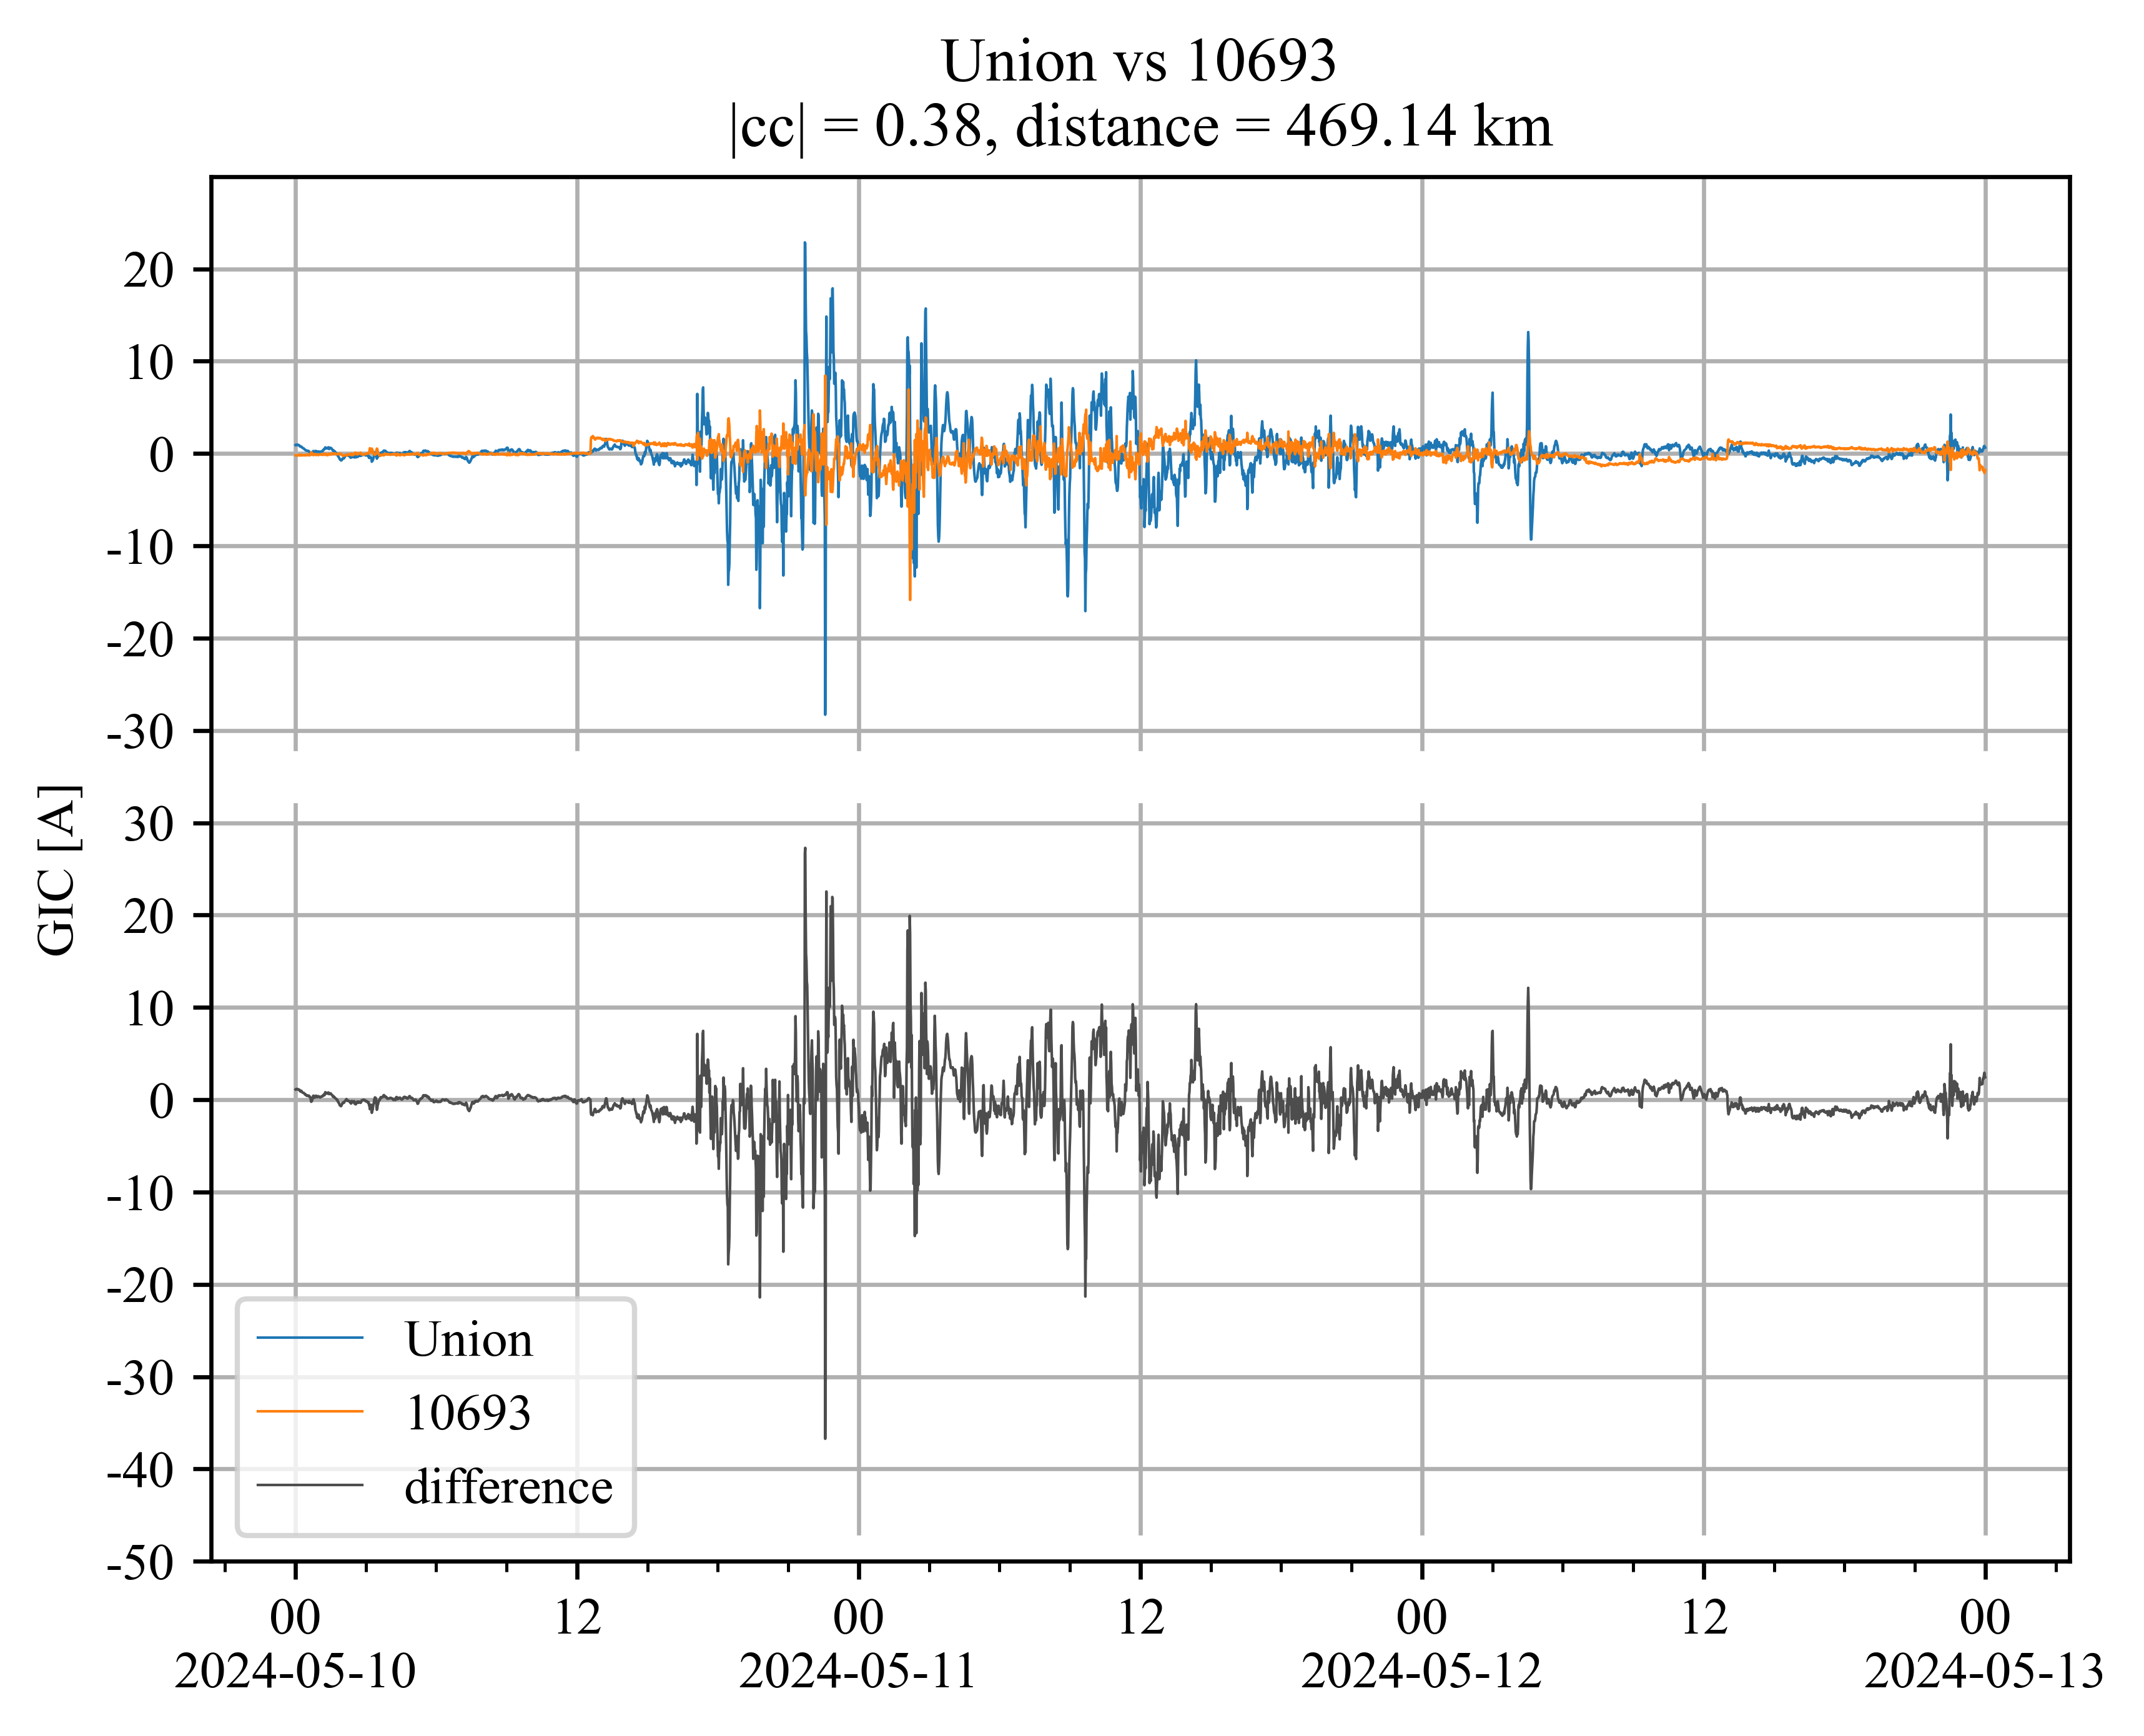 Union vs 10693
|cc| = 0.38, distance = 469.14 km
GIC [A]
20
10
0
-10
-20
-30
30
20
10
0
-10
-20
-30
-40
-50
Union
10693
difference
00 12 00 12 00 12 00
2024-05-10 2024-05-11 2024-05-12 2024-05-13